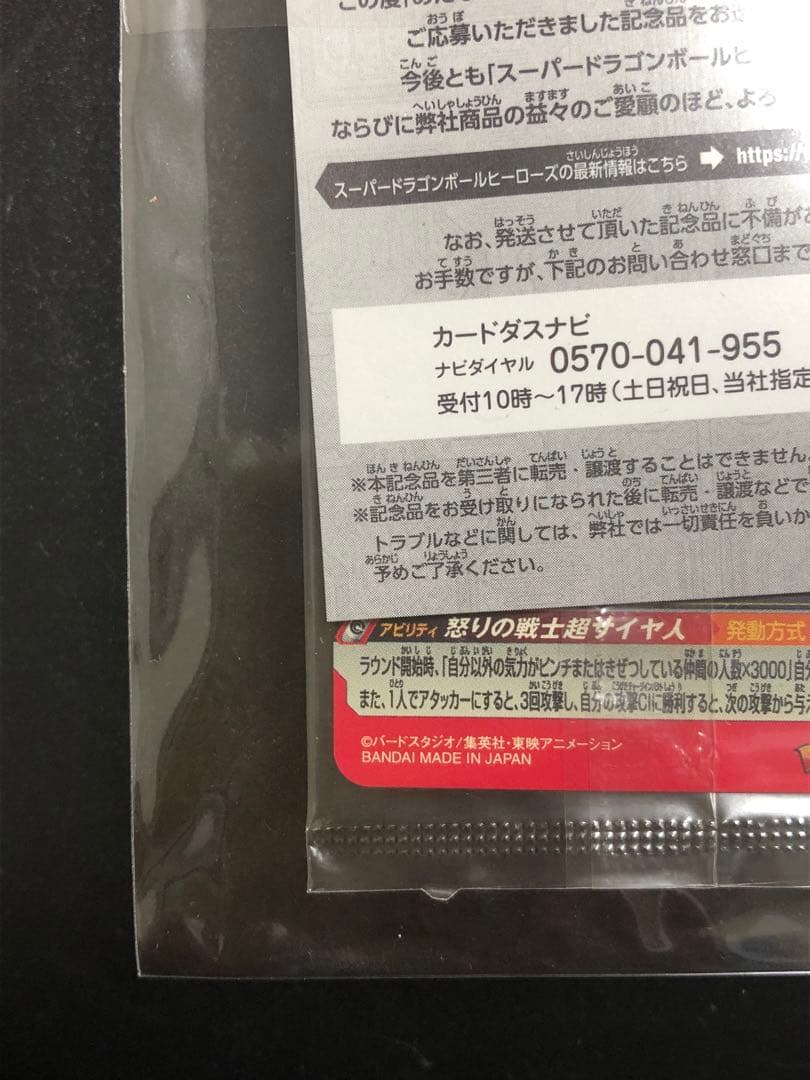 ご応募いただきました記念品をお
今後とも「スーパードラゴンボールヒ
ならびに弊社商品の益々のご愛顧のほど、よろ
スーパードラゴンボールヒーローズの最新情報はこちら ➡ https://
なお、発送させて頂いた記念品に不備が
お手数ですが、下記のお問い合わせ窓口まで
カードダスナビ
ナビダイヤル 0570-041-955
受付10時〜17時(土日祝日、当社指定
※本記念品を第三者に転売・譲渡することはできません。
※記念品をお受け取りになられた後に転売・譲渡などで
トラブルなどに関しては、弊社では一切責任を負いか
予めご了承ください。
アビリティ 怒りの戦士超サイヤ人 発動方式
ラウンド開始時、「自分以外の気力がピンチまたはきぜつしている仲間の人数×3000」自
また、1人でアタッカーにすると、3回攻撃し、自分の攻撃CIに勝利すると、次の攻撃から与え
©バードスタジオ/集英社・東映アニメーション
BANDAI MADE IN JAPAN